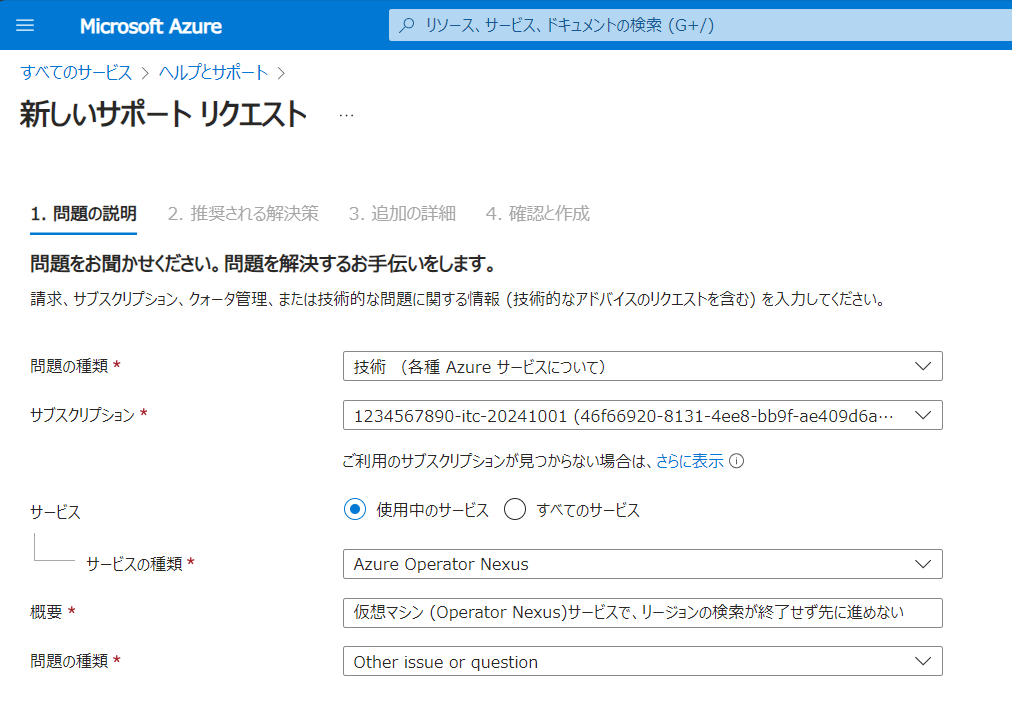 Microsoft Azure
リソース、サービス、ドキュメントの検索 (G+/)
すべてのサービス > ヘルプとサポート >
新しいサポート リクエスト ...
1. 問題の説明 2. 推奨される解決策 3. 追加の詳細 4. 確認と作成
問題をお聞かせください。問題を解決するお手伝いをします。
請求、サブスクリプション、クォータ管理、または技術的な問題に関する情報 (技術的なアドバイスのリクエストを含む) を入力してください。
問題の種類 * 技術 （各種 Azure サービスについて）
サブスクリプション * 1234567890-itc-20241001 (46f66920-8131-4ee8-bb9f-ae409d6a…
ご利用のサブスクリプションが見つからない場合は、さらに表示
サービス 使用中のサービス すべてのサービス
サービスの種類 * Azure Operator Nexus
概要 * 仮想マシン (Operator Nexus)サービスで、リージョンの検索が終了せず先に進めない
問題の種類 * Other issue or question